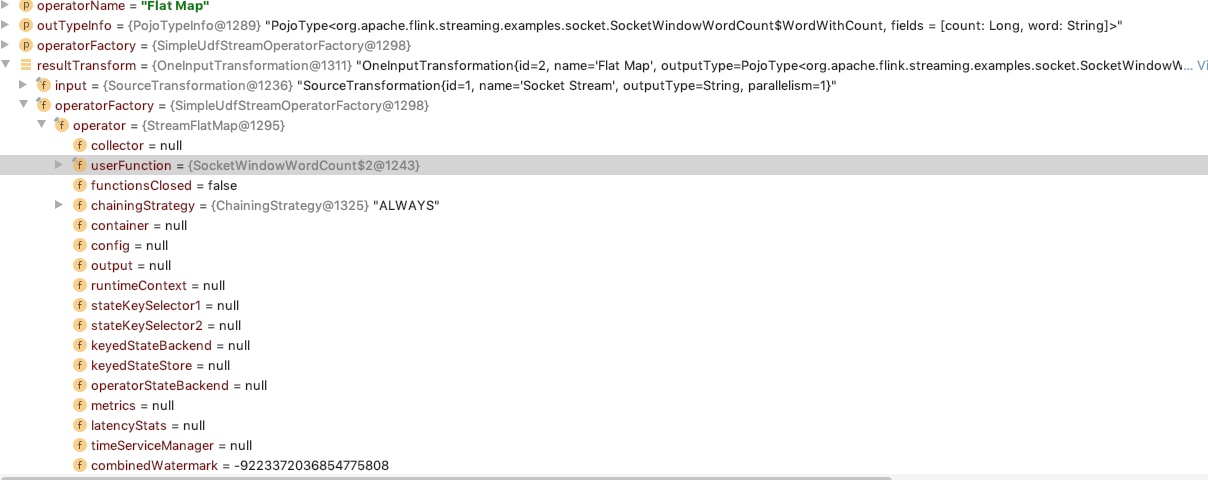 operatorName = "Flat Map"
outTypeInfo = {PojoTypeInfo@1289} "PojoType<org.apache.flink.streaming.examples.socket.SocketWindowWordCount$WordWithCount, fields = [count: Long, word: String]>"
operatorFactory = {SimpleUdfStreamOperatorFactory@1298}
resultTransform = {OneInputTransformation@1311} "OneInputTransformation{id=2, name='Flat Map', outputType=PojoType<org.apache.flink.streaming.examples.socket.SocketWindowW... Vi
input = {SourceTransformation@1236} "SourceTransformation{id=1, name='Socket Stream', outputType=String, parallelism=1}"
operatorFactory = {SimpleUdfStreamOperatorFactory@1298}
operator = {StreamFlatMap@1295}
collector = null
userFunction = {SocketWindowWordCount$2@1243}
functionsClosed = false
chainingStrategy = {ChainingStrategy@1325} "ALWAYS"
container = null
config = null
output = null
runtimeContext = null
stateKeySelector1 = null
stateKeySelector2 = null
keyedStateBackend = null
keyedStateStore = null
operatorStateBackend = null
metrics = null
latencyStats = null
timeServiceManager = null
combinedWatermark = -9223372036854775808